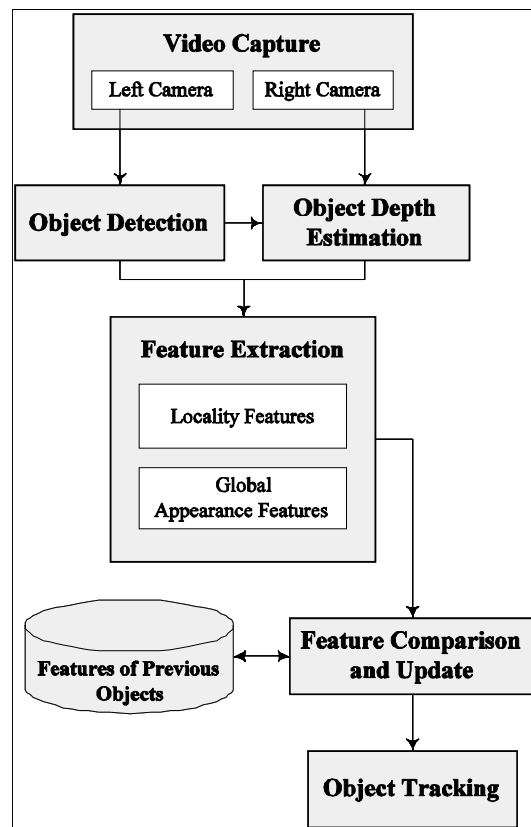 Video Capture
Left Camera
Right Camera
Object Detection
Object Depth
Estimation
Feature Extraction
Locality Features
Global
Appearance Features
Features of Previous
Objects
Feature Comparison
and Update
Object Tracking